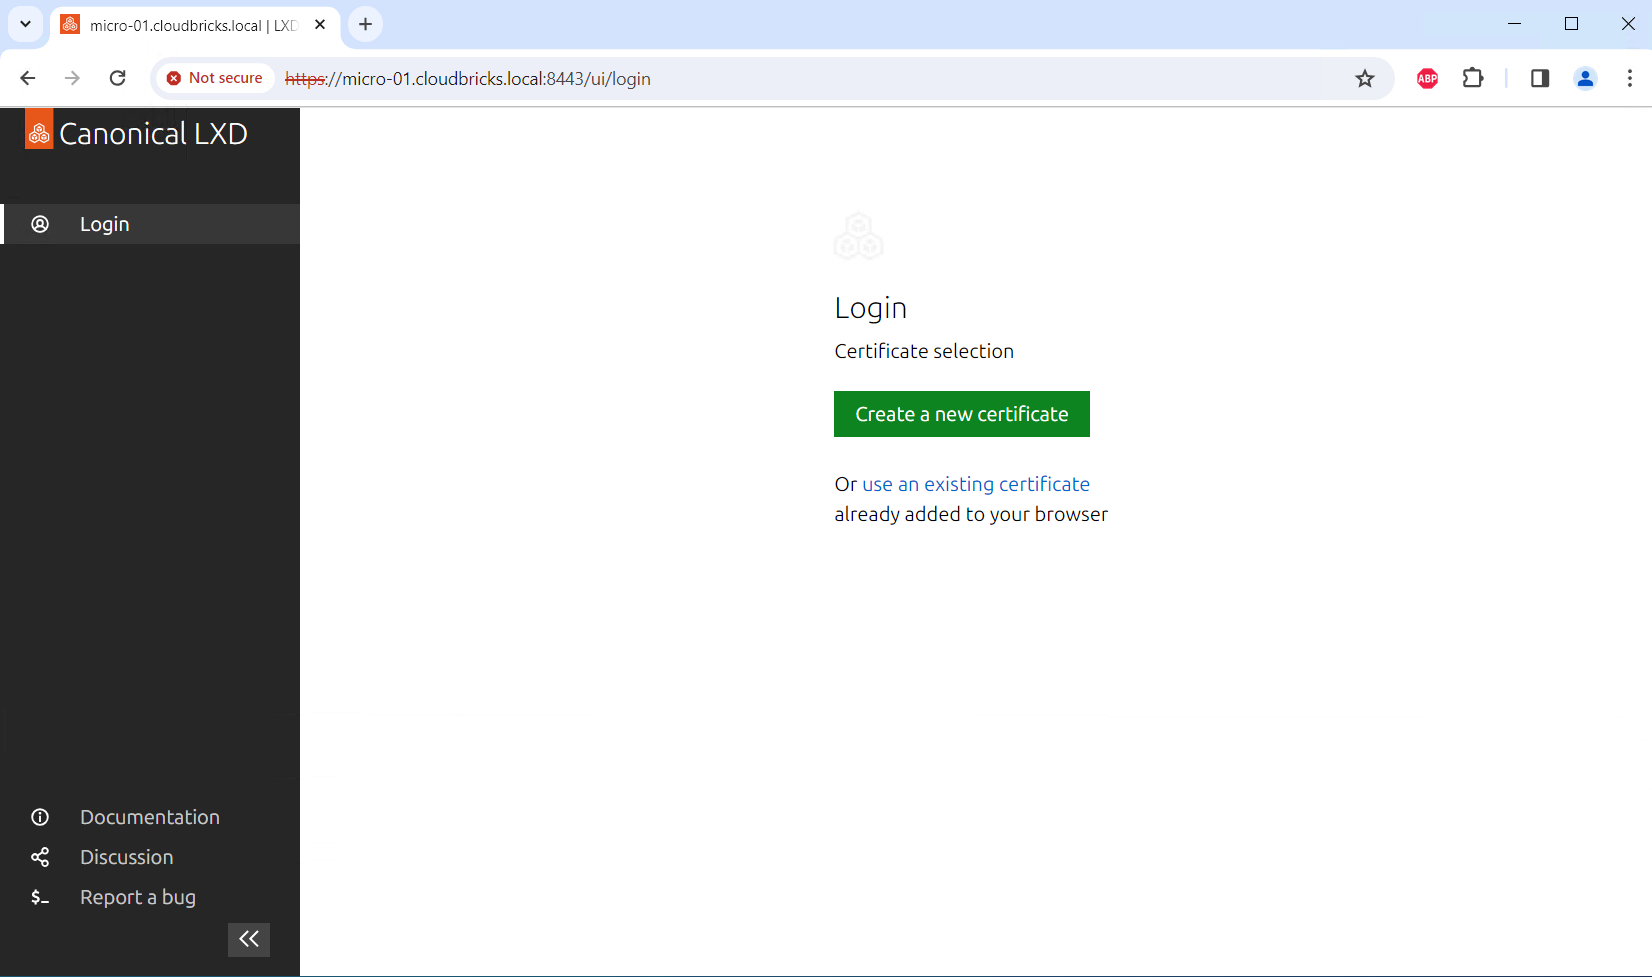 micro-01.cloudbricks.local | LXD
Not secure
https://micro-01.cloudbricks.local:8443/ui/login
ABP
Canonical LXD
Login
Login
Certificate selection
Create a new certificate
Or use an existing certificate
already added to your browser
Documentation
Discussion
$_ Report a bug